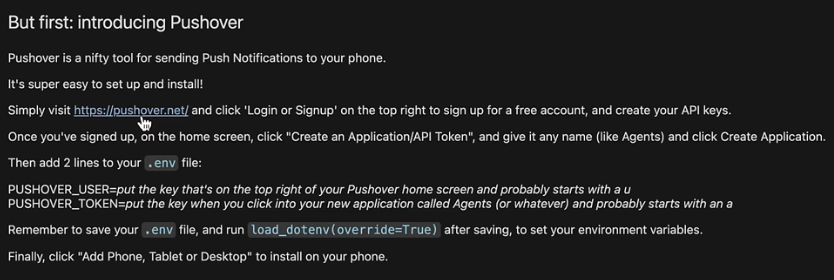 But first: introducing Pushover
Pushover is a nifty tool for sending Push Notifications to your phone.
It's super easy to set up and install!
Simply visit https://pushover.net/ and click 'Login or Signup' on the top right to sign up for a free account, and create your API keys.
Once you've signed up, on the home screen, click "Create an Application/API Token", and give it any name (like Agents) and click Create Application.
Then add 2 lines to your .env file:
PUSHOVER_USER=put the key that's on the top right of your Pushover home screen and probably starts with a u
PUSHOVER_TOKEN=put the key when you click into your new application called Agents (or whatever) and probably starts with an a
Remember to save your .env file, and run load_dotenv(override=True) after saving, to set your environment variables.
Finally, click "Add Phone, Tablet or Desktop" to install on your phone.